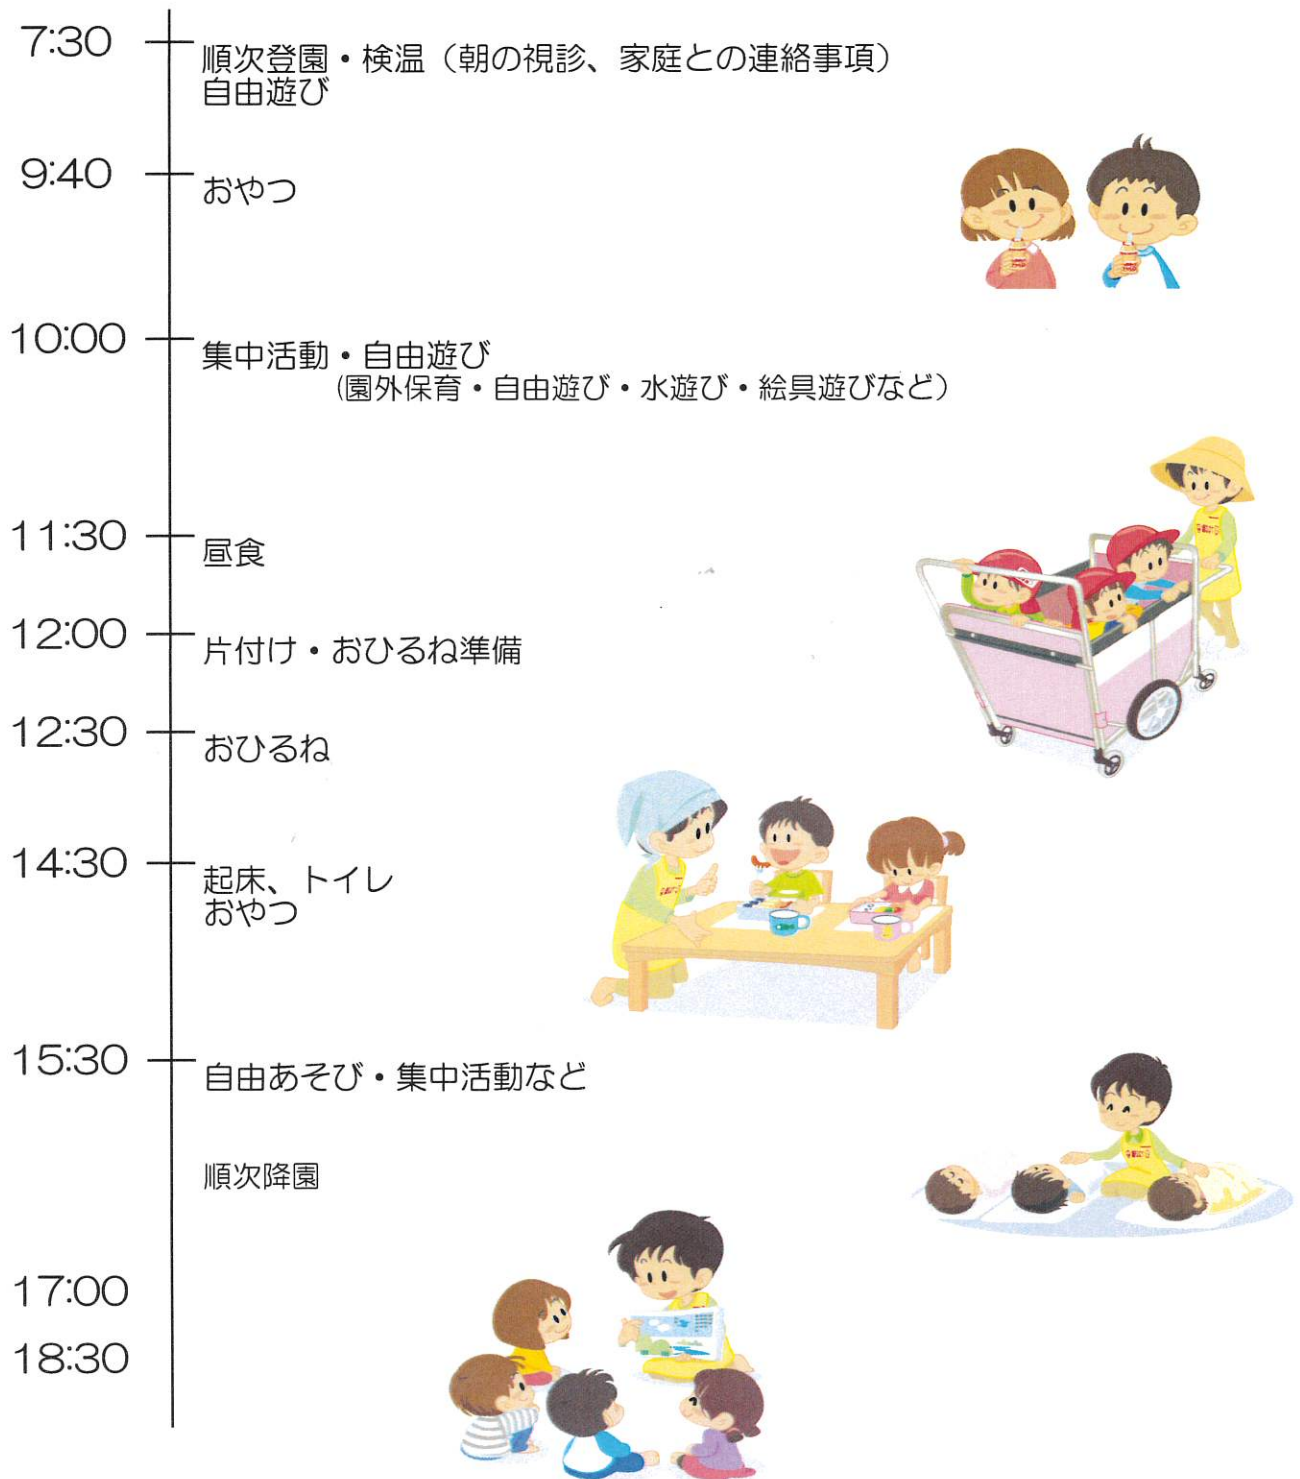 7:30
順次登園・検温（朝の視診、家庭との連絡事項）
自由遊び
9:40
おやつ
10:00
集中活動・自由遊び
（園外保育・自由遊び・水遊び・絵具遊びなど）
11:30
昼食
12:00
片付け・おひるね準備
12:30
おひるね
14:30
起床、トイレ
おやつ
15:30
自由あそび・集中活動など
順次降園
17:00
18:30